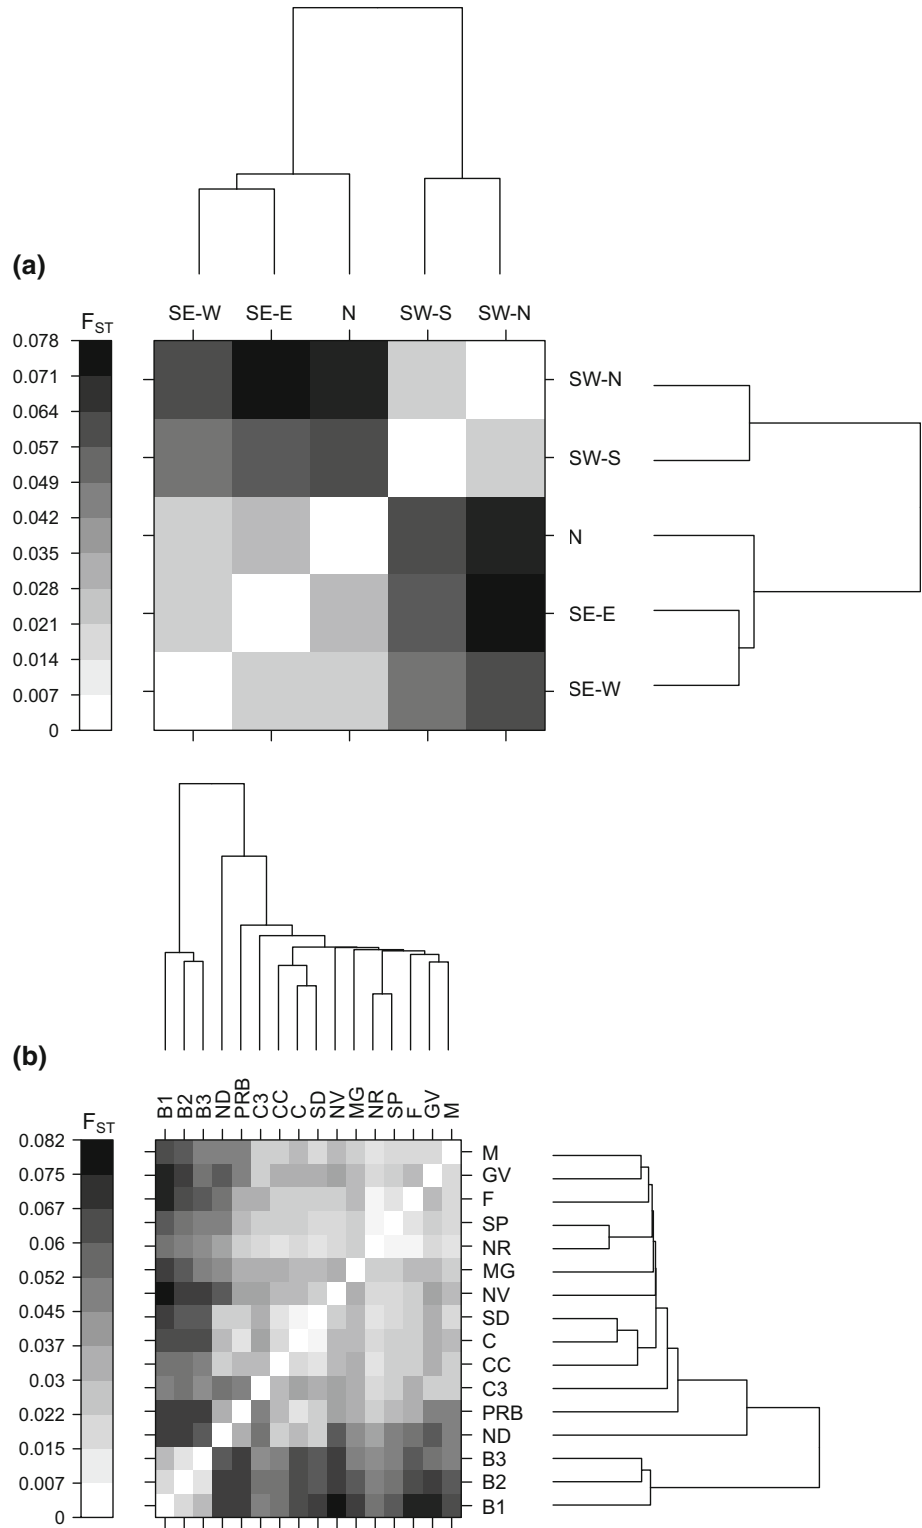 (a)
SE-W SE-E N SW-S SW-N
FST
0.078
0.071
0.064
0.057
0.049
0.042
0.035
0.028
0.021
0.014
0.007
0
SW-N
SW-S
N
SE-E
SE-W
(b)
B1 B2 B3 ND PRB C3 CC C SD NV MG NR SP F GV M
FST
0.082
0.075
0.067
0.06
0.052
0.045
0.037
0.03
0.022
0.015
0.007
0
M
GV
F
SP
NR
MG
NV
SD
C
CC
C3
PRB
ND
B3
B2
B1